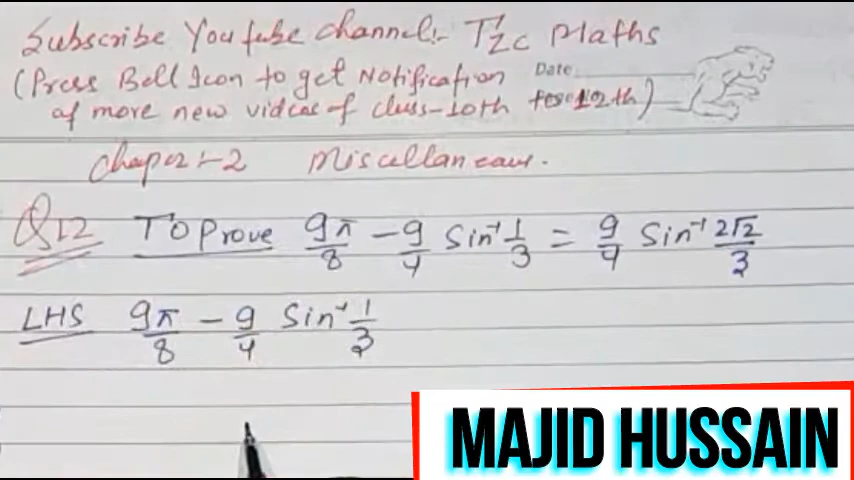 Subscribe YouTube channel:- TZC Maths
(Press Bell Icon to get Notification
Date
of more new videos of class-10th to 12th)
Chaper:-2 Miscellaneous.
Q12 To Prove 9π/8 - 9/4 Sin⁻¹ 1/3 = 9/4 Sin⁻¹ 2√2/3
LHS 9π/8 - 9/4 Sin⁻¹ 1/3
MAJID HUSSAIN